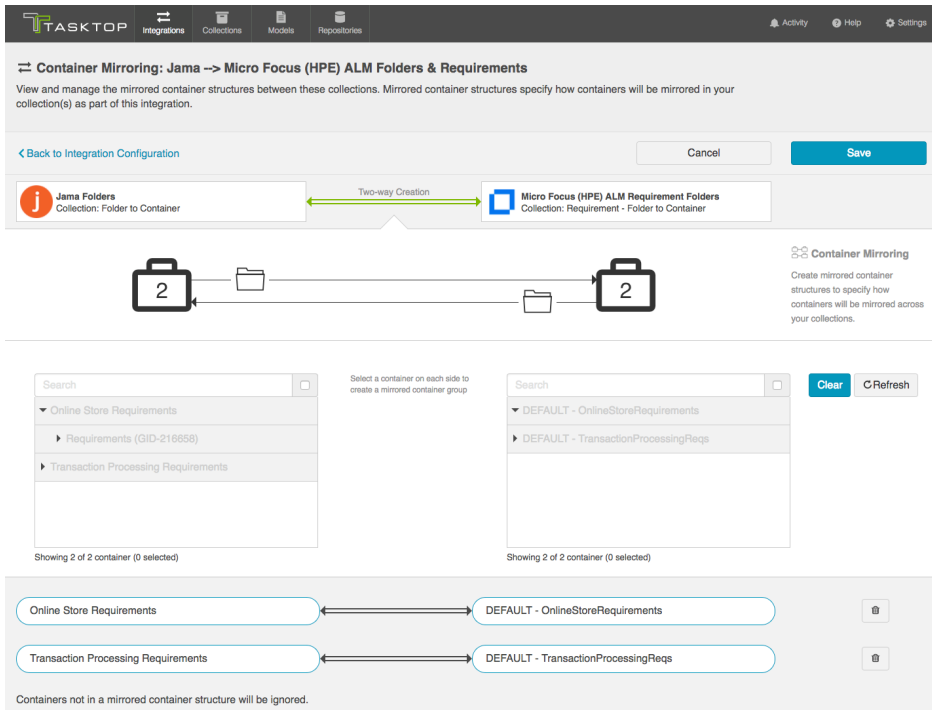 TASKTOP
Integrations
Collections
Models
Repositories
Activity
Help
Settings
Container Mirroring: Jama --> Micro Focus (HPE) ALM Folders & Requirements
View and manage the mirrored container structures between these collections. Mirrored container structures specify how containers will be mirrored in your
collection(s) as part of this integration.
Back to Integration Configuration
Cancel
Save
Jama Folders
Collection: Folder to Container
Two-way Creation
Micro Focus (HPE) ALM Requirement Folders
Collection: Requirement - Folder to Container
2
2
Container Mirroring
Create mirrored container
structures to specify how
containers will be mirrored across
your collections.
Search
Online Store Requirements
Requirements (GID-216658)
Transaction Processing Requirements
Showing 2 of 2 container (0 selected)
Select a container on each side to
create a mirrored container group
Search
DEFAULT - OnlineStoreRequirements
DEFAULT - TransactionProcessingReqs
Showing 2 of 2 container (0 selected)
Clear
Refresh
Online Store Requirements
DEFAULT - OnlineStoreRequirements
Transaction Processing Requirements
DEFAULT - TransactionProcessingReqs
Containers not in a mirrored container structure will be ignored.